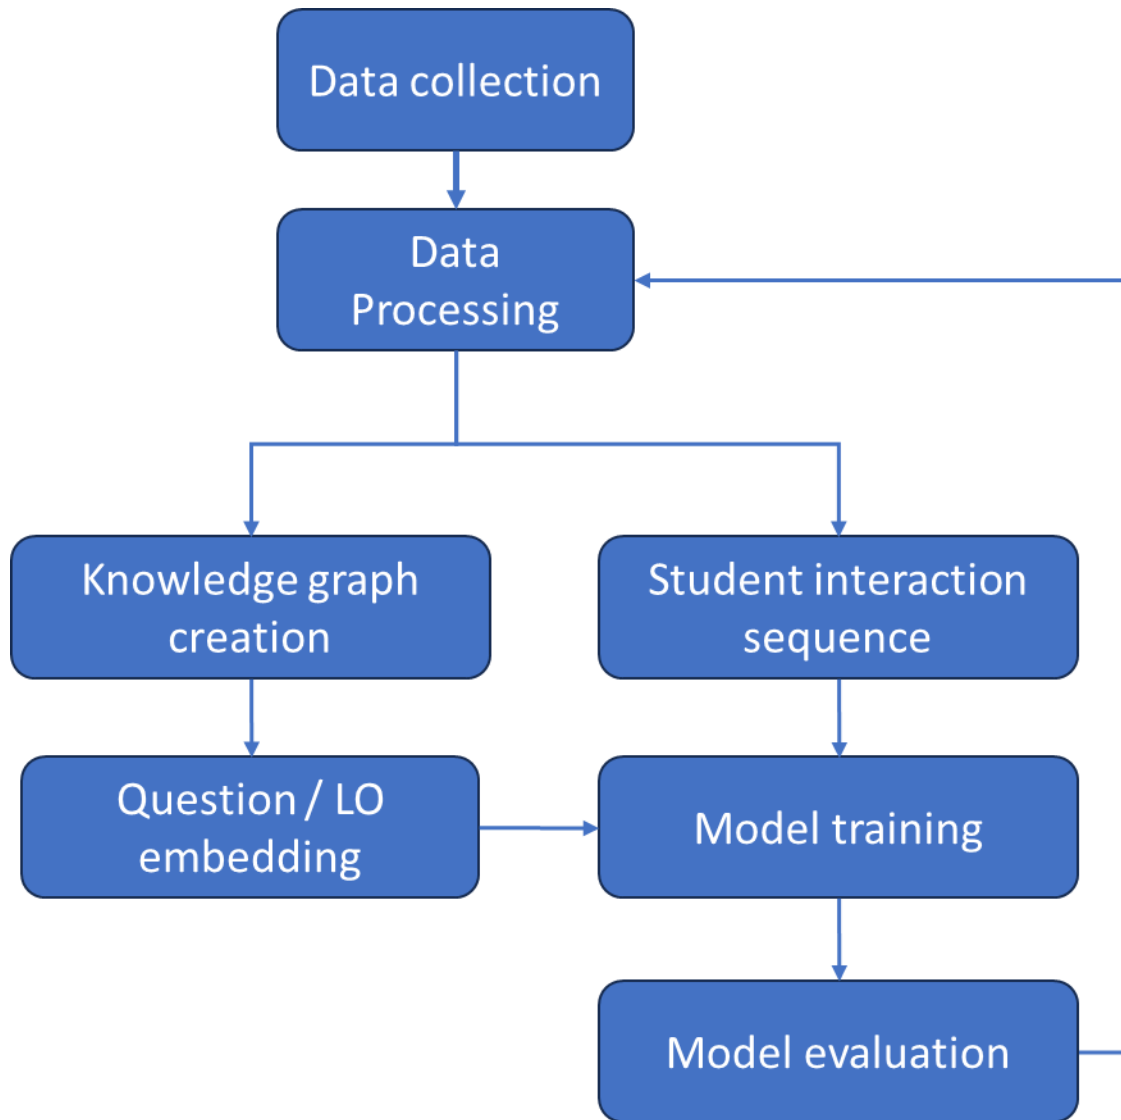 Data collection
Data
Processing
Knowledge graph
creation
Student interaction
sequence
Question / LO
embedding
Model training
Model evaluation